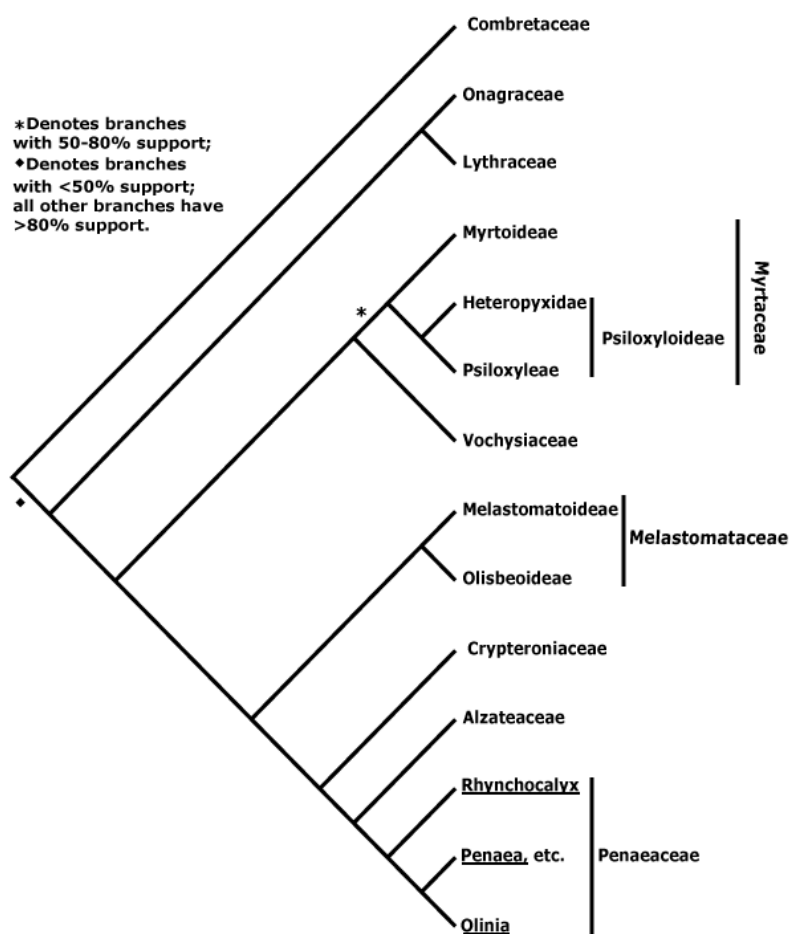 Combretaceae
Onagraceae
*Denotes branches
with 50-80% support;
◆Denotes branches
with <50% support;
all other branches have
>80% support.
Lythraceae
Myrtoideae
*
Heteropyxidae
Psiloxyloideae
Myrtaceae
Psiloxyleae
Vochysiaceae
◆
Melastomatoideae
Melastomataceae
Olisbeoideae
Crypteroniaceae
Alzateaceae
Rhynchocalyx
Penaea, etc.
Penaeaceae
Olinia